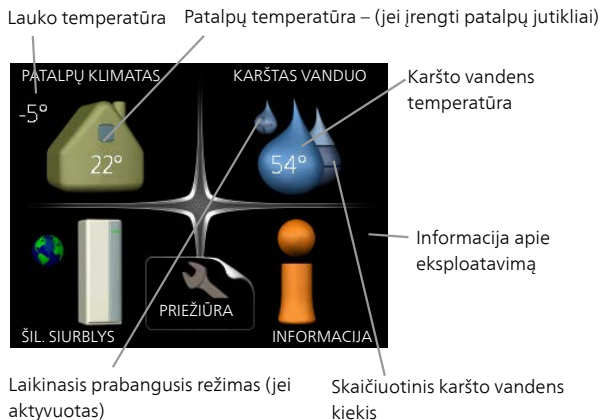 Lauko temperatūra
Patalpų temperatūra – (jei įrengti patalpų jutikliai)
PATALPŲ KLIMATAS
KARŠTAS VANDUO
-5°
22°
54°
Karšto vandens
temperatūra
Informacija apie
eksploatavimą
PRIEŽIŪRA
ŠIL. SIURBLYS
INFORMACIJA
Laikinasis prabangusis režimas (jei
aktyvuotas)
Skaičiuotinis karšto vandens
kiekis